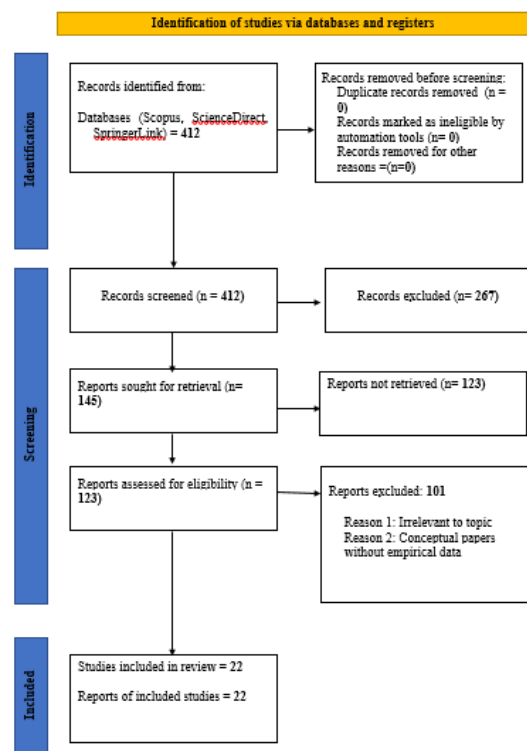 Identification of studies via databases and registers
Identification
Records identified from:
Databases (Scopus, ScienceDirect,
SpringerLink) = 412
Records removed before screening:
Duplicate records removed (n =
0)
Records marked as ineligible by
automation tools (n= 0)
Records removed for other
reasons =(n=0)
Screening
Records screened (n = 412)
Records excluded (n= 267)
Reports sought for retrieval (n=
145)
Reports not retrieved (n= 123)
Reports assessed for eligibility (n =
123)
Reports excluded: 101
Reason 1: Irrelevant to topic
Reason 2: Conceptual papers
without empirical data
Included
Studies included in review = 22
Reports of included studies = 22